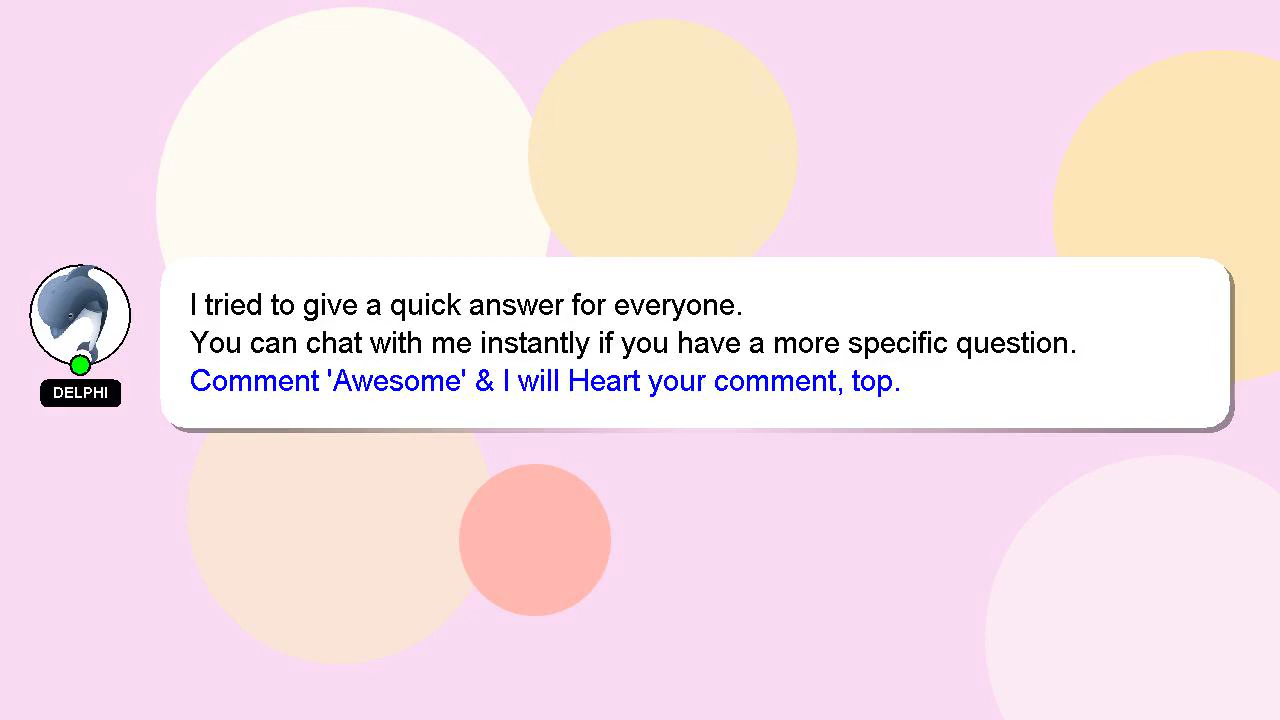 I tried to give a quick answer for everyone.
You can chat with me instantly if you have a more specific question.
Comment 'Awesome' & I will Heart your comment, top.
DELPHI